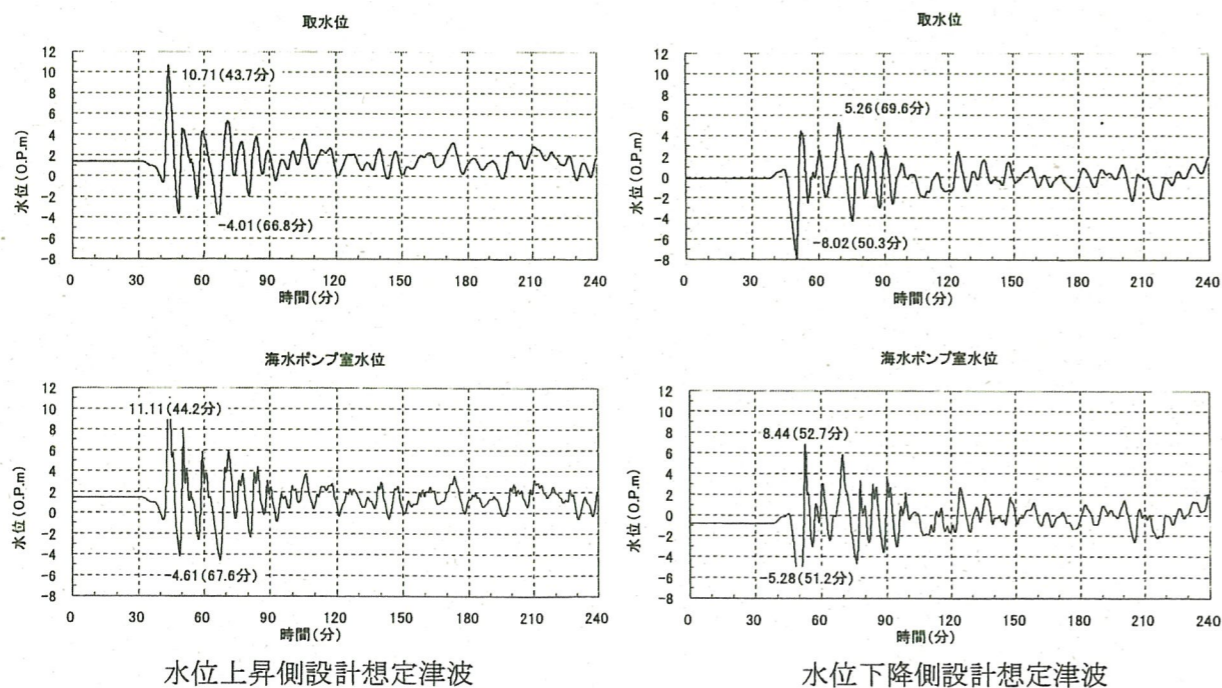 取水位
12
10
8
6
4
2
0
-2
-4
-6
-8
水位(O.P.m)
10.71(43.7分)
-4.01(66.8分)
0 30 60 90 120 150 180 210 240
時間(分)
取水位
12
10
8
6
4
2
0
-2
-4
-6
-8
水位(O.P.m)
5.26(69.6分)
-8.02(50.3分)
0 30 60 90 120 150 180 210 240
時間(分)
海水ポンプ室水位
12
10
8
6
4
2
0
-2
-4
-6
-8
水位(O.P.m)
11.11(44.2分)
-4.61(67.6分)
0 30 60 90 120 150 180 210 240
時間(分)
水位上昇側設計想定津波
海水ポンプ室水位
12
10
8
6
4
2
0
-2
-4
-6
-8
水位(O.P.m)
8.44(52.7分)
-5.28(51.2分)
0 30 60 90 120 150 180 210 240
時間(分)
水位下降側設計想定津波